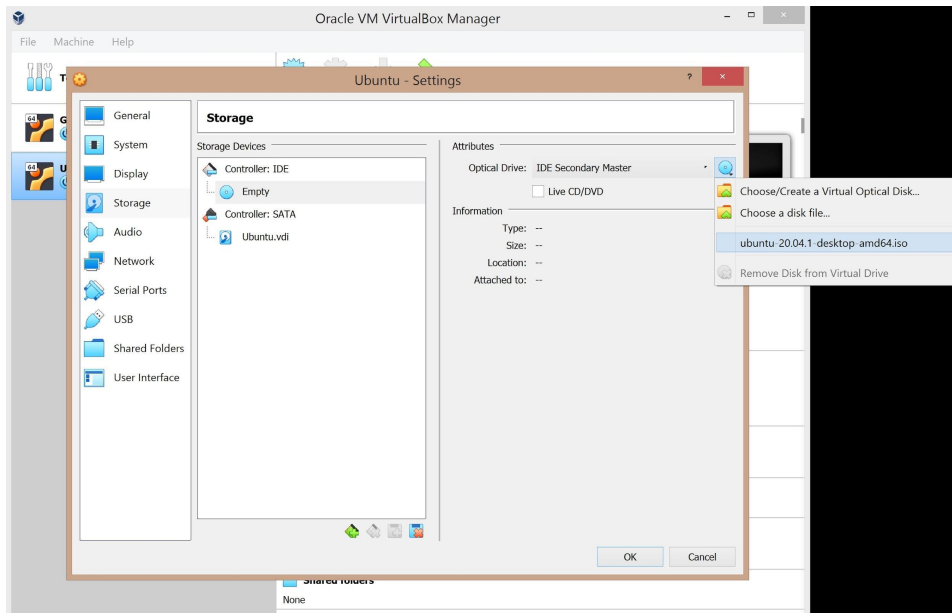 Oracle VM VirtualBox Manager
File Machine Help
Ubuntu - Settings
?
64
64
General
System
Display
Storage
Audio
Network
Serial Ports
USB
Shared Folders
User Interface
Storage
Storage Devices
Controller: IDE
Empty
Controller: SATA
Ubuntu.vdi
Attributes
Optical Drive: IDE Secondary Master
Live CD/DVD
Information
Type: --
Size: --
Location: --
Attached to: --
Choose/Create a Virtual Optical Disk...
Choose a disk file...
ubuntu-20.04.1-desktop-amd64.iso
Remove Disk from Virtual Drive
OK Cancel
Shared folders
None